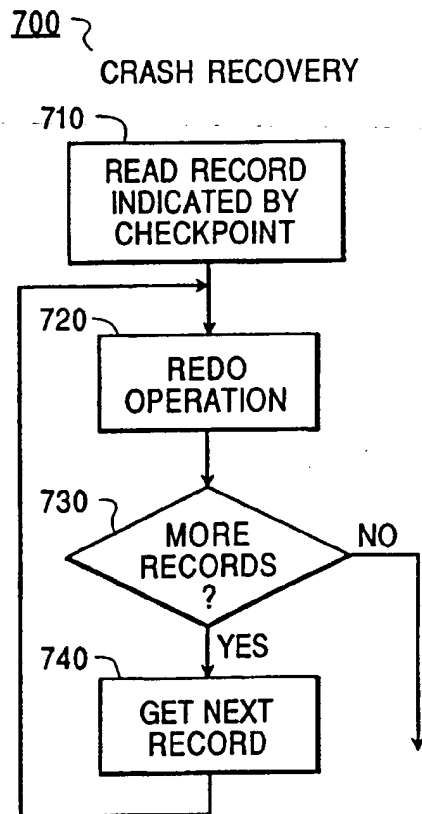 700
CRASH RECOVERY
710
READ RECORD
INDICATED BY
CHECKPOINT
720
REDO
OPERATION
730
MORE
RECORDS
?
NO
YES
740
GET NEXT
RECORD